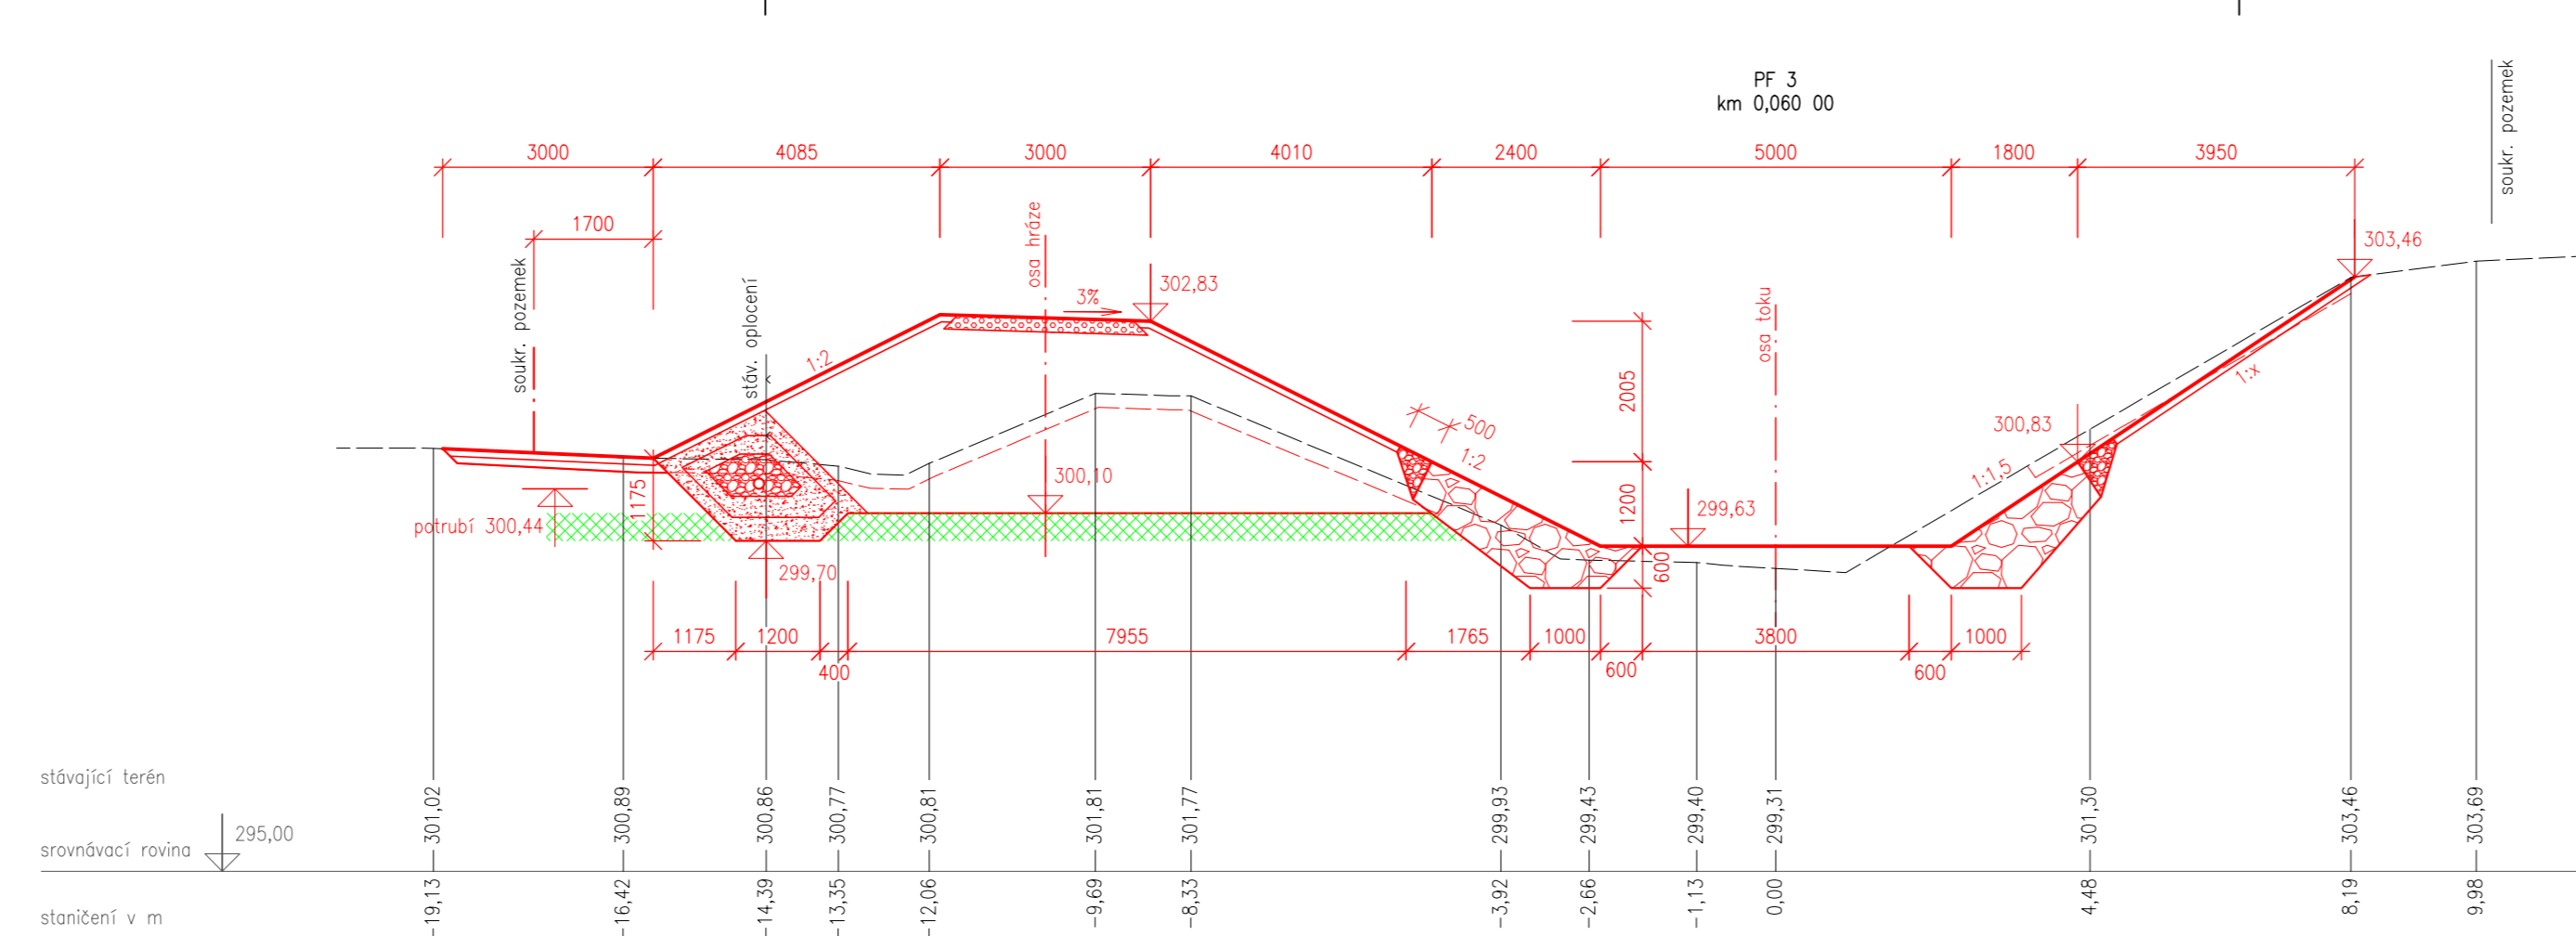 PF 3
km 0,060 00
soukr. pozemek
3000 4085 3000 4010 2400 5000 1800 3950
1700
osa hráze
soukr. pozemek
stáv. oplocení
303,46
302,83
3%
osa toku
1:2
2005
1:x
500
1:2
300,83
1:1,5
300,10
1175
potrubí 300,44
1200
299,63
299,70
600
1175 1200 7955 1765 1000 3800 1000
400 600 600
stávající terén
301,02 300,89 300,86 300,77 300,81 301,81 301,77 299,93 299,43 299,40 299,31 301,30 303,46 303,69
295,00
srovnávací rovina
staničení v m
-19,13 -16,42 -14,39 -13,35 -12,06 -9,69 -8,33 -3,92 -2,66 -1,13 0,00 4,48 8,19 9,98